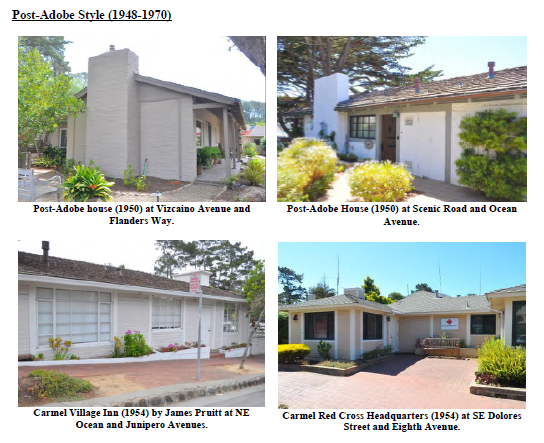 Post-Adobe Style (1948-1970)
Post-Adobe house (1950) at Vizcaino Avenue and
Flanders Way.
Post-Adobe House (1950) at Scenic Road and Ocean
Avenue.
Carmel Village Inn (1954) by James Pruitt at NE
Ocean and Junipero Avenues.
Carmel Red Cross Headquarters (1954) at SE Dolores
Street and Eighth Avenue.